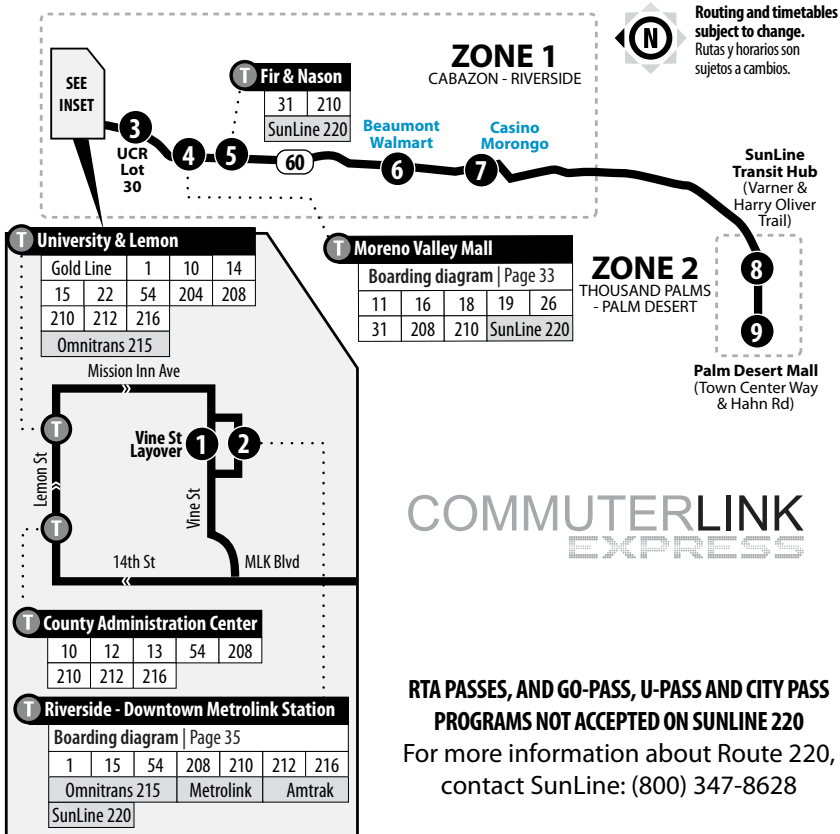 Routing and timetables
subject to change.
Rutas y horarios son
sujetos a cambios.
N
ZONE 1
CABAZON - RIVERSIDE
SEE
INSET
T Fir & Nason
31 210
SunLine 220
3
UCR
Lot
30
4
5
60
Beaumont
Walmart
6
Casino
Morongo
7
SunLine
Transit Hub
(Varner &
Harry Oliver
Trail)
8
9
Palm Desert Mall
(Town Center Way
& Hahn Rd)
ZONE 2
THOUSAND PALMS
- PALM DESERT
T Moreno Valley Mall
Boarding diagram | Page 33
11 16 18 19 26
31 208 210 SunLine 220
T University & Lemon
Gold Line 1 10 14
15 22 54 204 208
210 212 216
Omnitrans 215
Mission Inn Ave
T
Vine St
Layover
1
2
Lemon St
Vine St
T
14th St
MLK Blvd
T County Administration Center
10 12 13 54 208
210 212 216
T Riverside - Downtown Metrolink Station
Boarding diagram | Page 35
1 15 54 208 210 212 216
Omnitrans 215 Metrolink Amtrak
SunLine 220
COMMUTERLINK
EXPRESS
RTA PASSES, AND GO-PASS, U-PASS AND CITY PASS
PROGRAMS NOT ACCEPTED ON SUNLINE 220
For more information about Route 220,
contact SunLine: (800) 347-8628